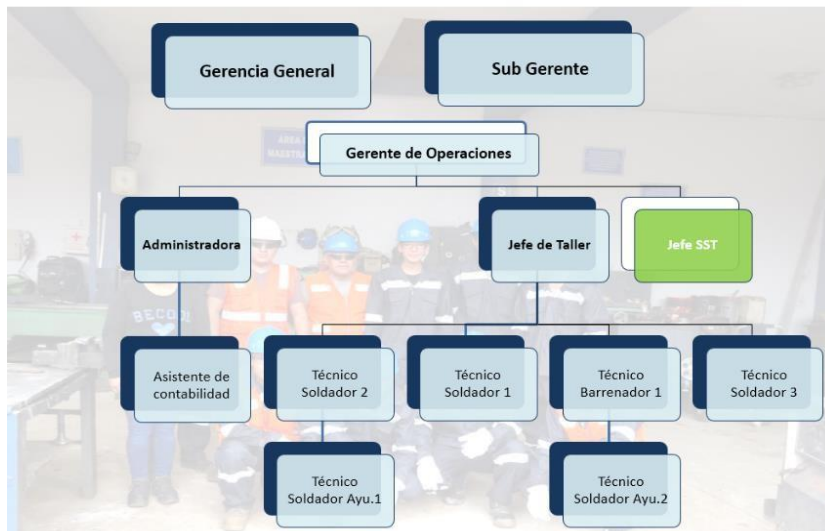 Gerencia General
Sub Gerente
Gerente de Operaciones
Administradora
Jefe de Taller
Jefe SST
Asistente de
contabilidad
Técnico
Soldador 2
Técnico
Soldador 1
Técnico
Barrenador 1
Técnico
Soldador 3
Técnico
Soldador Ayu.1
Técnico
Soldador Ayu.2